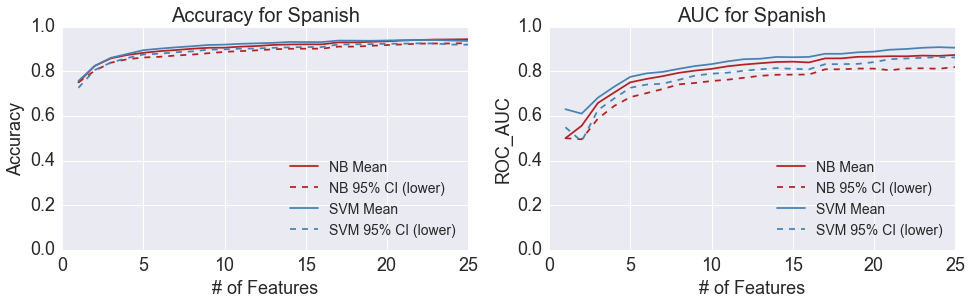 Accuracy for Spanish
1.0
0.8
0.6
0.4
0.2
0.0
Accuracy
NB Mean
NB 95% CI (lower)
SVM Mean
SVM 95% CI (lower)
0 5 10 15 20 25
# of Features
AUC for Spanish
1.0
0.8
0.6
0.4
0.2
0.0
ROC_AUC
NB Mean
NB 95% CI (lower)
SVM Mean
SVM 95% CI (lower)
0 5 10 15 20 25
# of Features